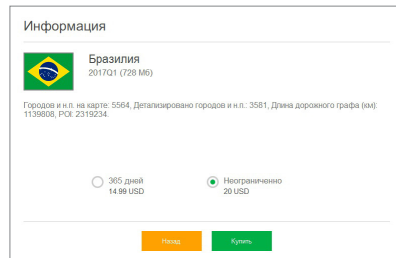 Информация
Бразилия
2017Q1 (728 Мб)
Городов и н.п. на карте: 5564, Детализировано городов и н.п.: 3581, Длина дорожного графа (км):
1139808, POI: 2319234.
365 дней
14.99 USD
Неограниченно
20 USD
Назад
Купить